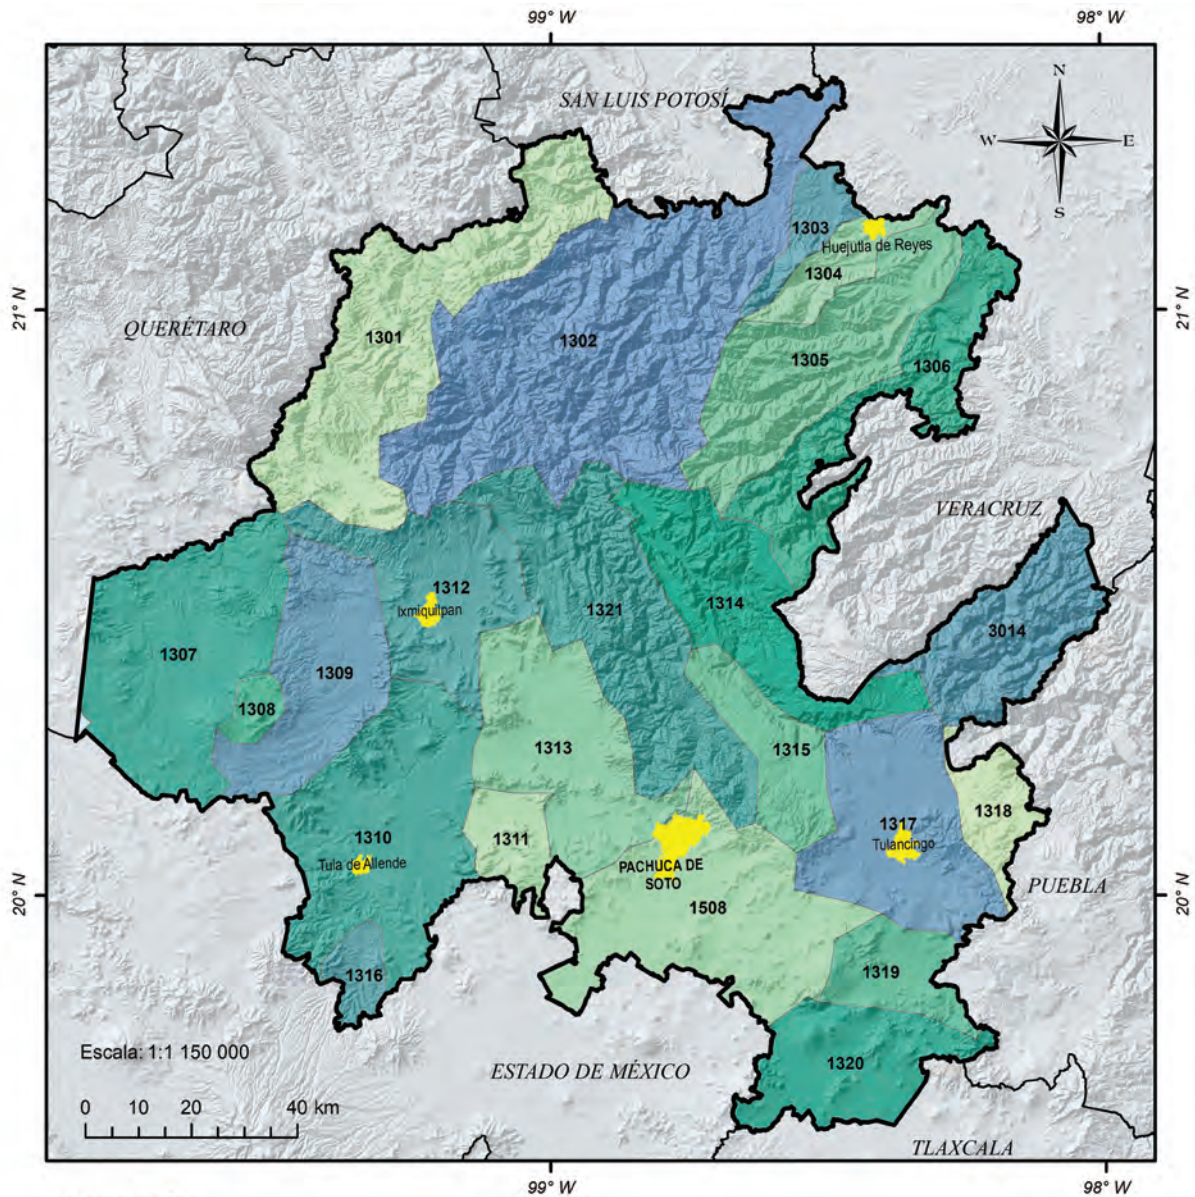 99° W
98° W
SAN LUIS POTOSÍ
N
W
E
S
1303
Huejutla de Reyes
1304
21° N
21° N
QUERÉTARO
1301
1302
1305
1306
VERACRUZ
1312
Ixmiquilpan
1321
1314
3014
1307
1309
1308
1313
1315
1310
1311
1317
1318
Tula de Allende
Tulancingo
PACHUCA DE
SOTO
PUEBLA
20° N
20° N
1508
1316
1319
Escala: 1:1 150 000
ESTADO DE MÉXICO
1320
0 10 20 40 km
TLAXCALA
99° W
98° W